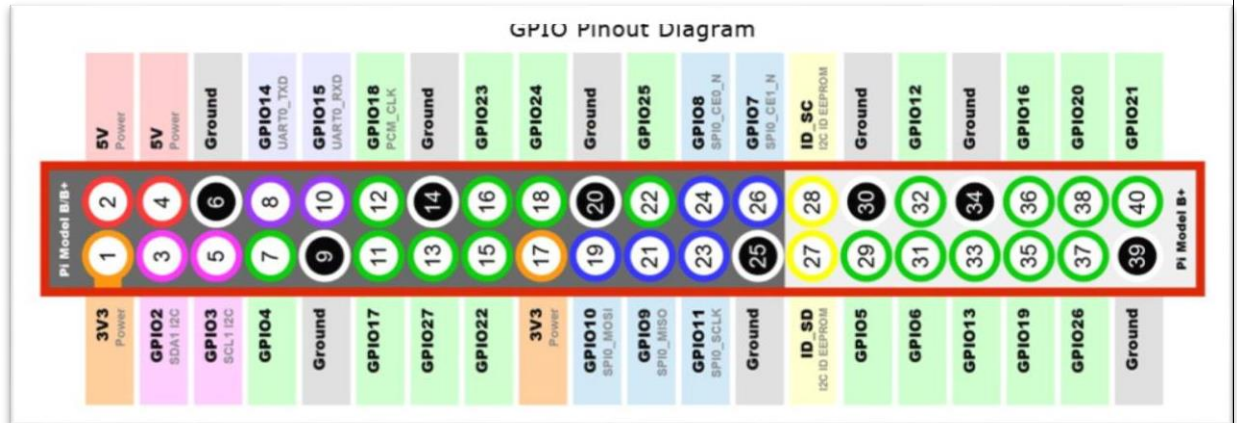 GPIO Pinout Diagram
5V
Power
5V
Power
Ground
GPIO14
UART0_TXD
GPIO15
UART0_RXD
GPIO18
PCM_CLK
Ground
GPIO23
GPIO24
Ground
GPIO25
GPIO8
SPI0_CE0_N
GPIO7
SPI0_CE1_N
ID_SC
I2C ID EEPROM
Ground
GPIO12
Ground
GPIO16
GPIO20
GPIO21
Pi Model B/B+
2 4 6 8 10 12 14 16 18 20 22 24 26 28 30 32 34 36 38 40
1 3 5 7 9 11 13 15 17 19 21 23 25 27 29 31 33 35 37 39
Pi Model B+
3V3
Power
GPIO2
SDA1 I2C
GPIO3
SCL1 I2C
GPIO4
Ground
GPIO17
GPIO27
GPIO22
3V3
Power
GPIO10
SPI0_MOSI
GPIO9
SPI0_MISO
GPIO11
SPI0_SCLK
Ground
ID_SD
I2C ID EEPROM
GPIO5
GPIO6
GPIO13
GPIO19
GPIO26
Ground